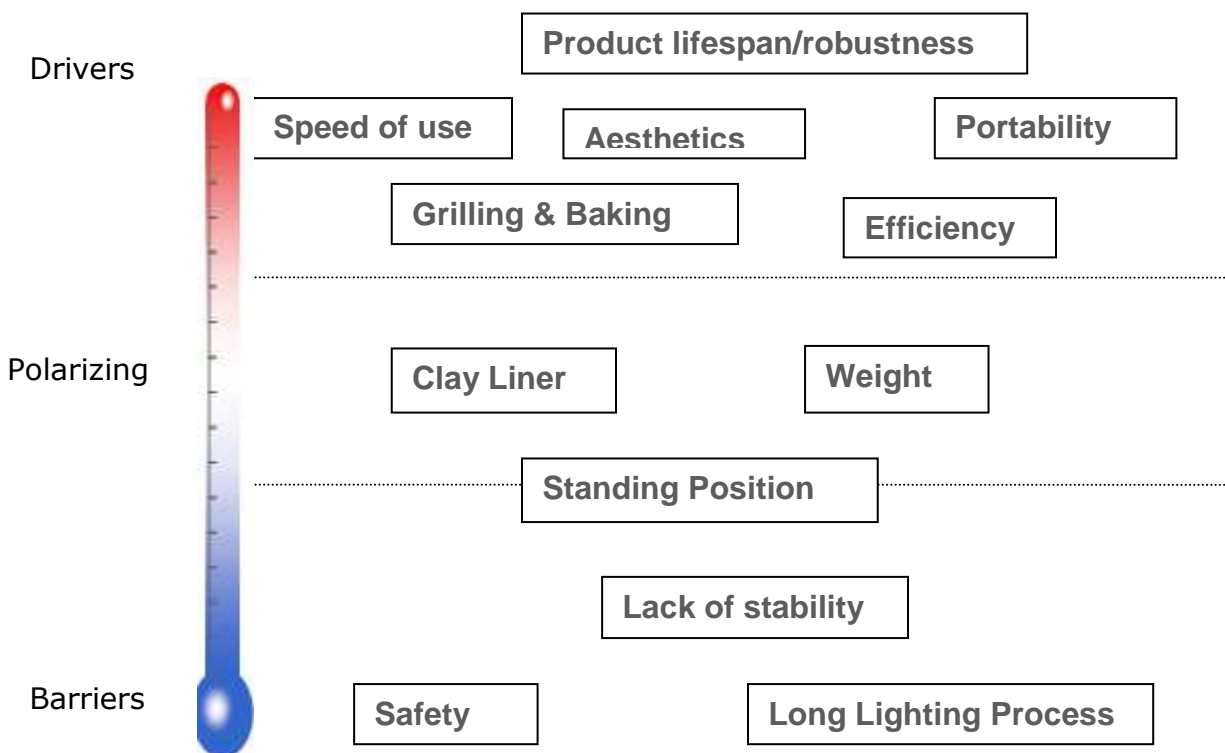 Product lifespan/robustness
Drivers
Speed of use
Aesthetics
Portability
Grilling & Baking
Efficiency
Polarizing
Clay Liner
Weight
Standing Position
Lack of stability
Barriers
Safety
Long Lighting Process